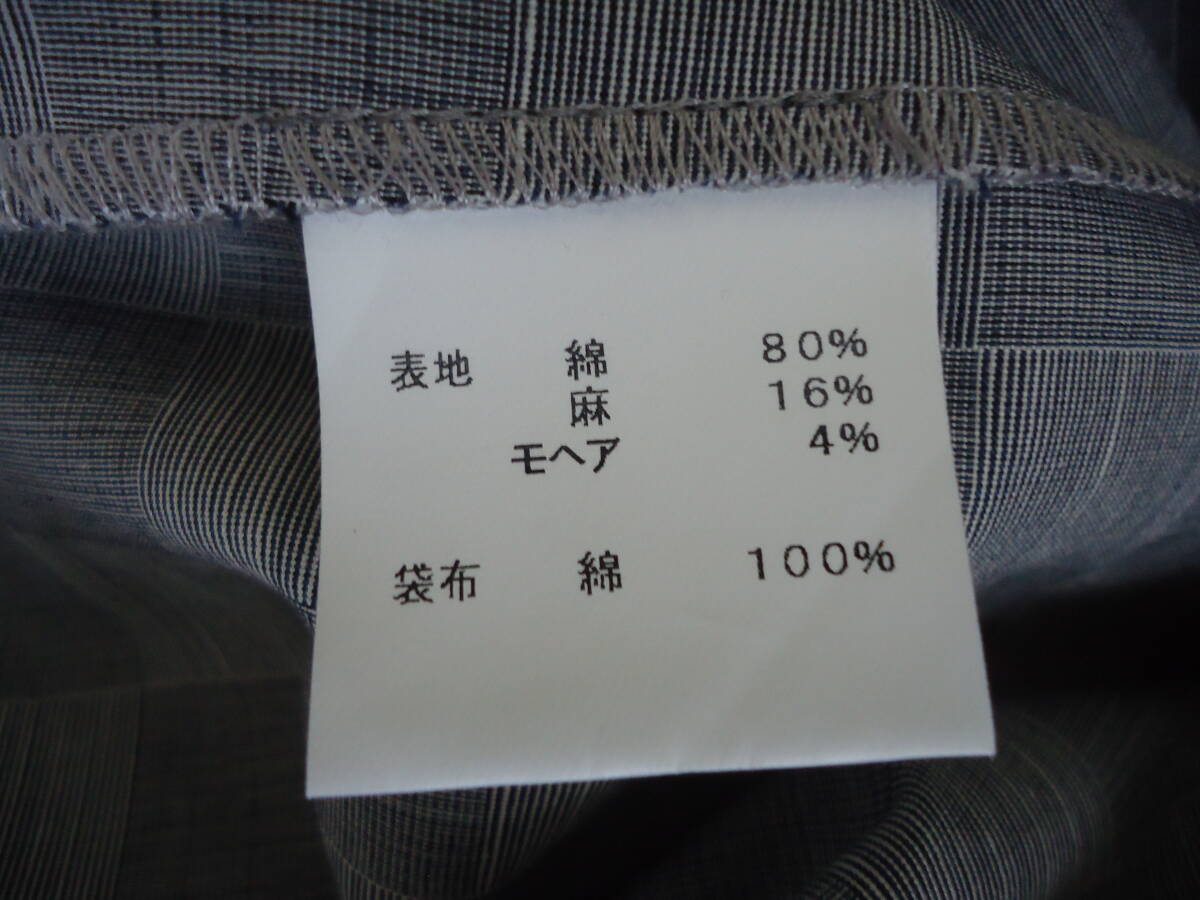 表地 綿 80%
麻 16%
モヘア 4%
袋布 綿 100%